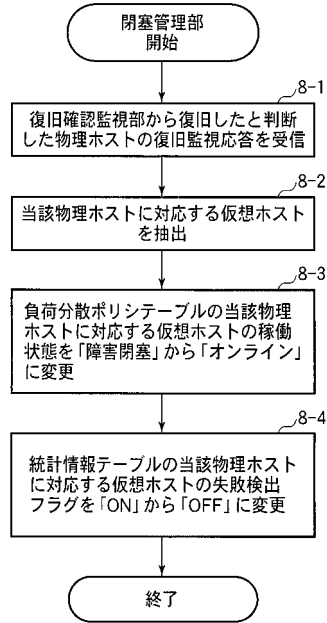 閉塞管理部
開始
8-1
復旧確認監視部から復旧したと判断
した物理ホストの復旧監視応答を受信
8-2
当該物理ホストに対応する仮想ホスト
を抽出
8-3
負荷分散ポリシテーブルの当該物理
ホストに対応する仮想ホストの稼働
状態を「障害閉塞」から「オンライン」
に変更
8-4
統計情報テーブルの当該物理ホスト
に対応する仮想ホストの失敗検出
フラグを「ON」から「OFF」に変更
終了